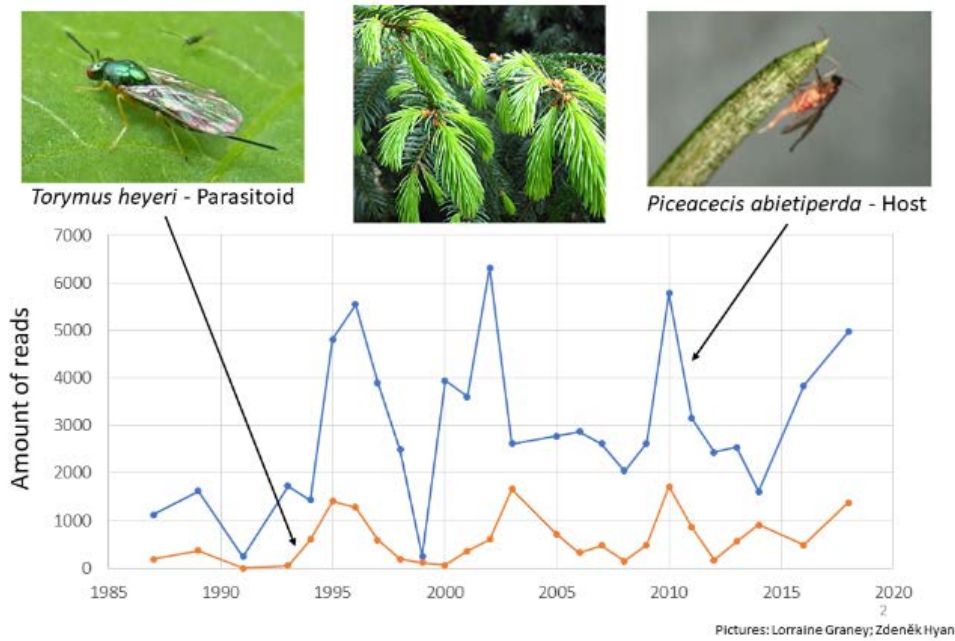 Torymus heyeri - Parasitoid
Piceacecis abietiperda - Host
7000
6000
5000
4000
3000
2000
1000
0
Amount of reads
1985 1990 1995 2000 2005 2010 2015 2020
2
Pictures: Lorraine Graney; Zdeněk Hyan